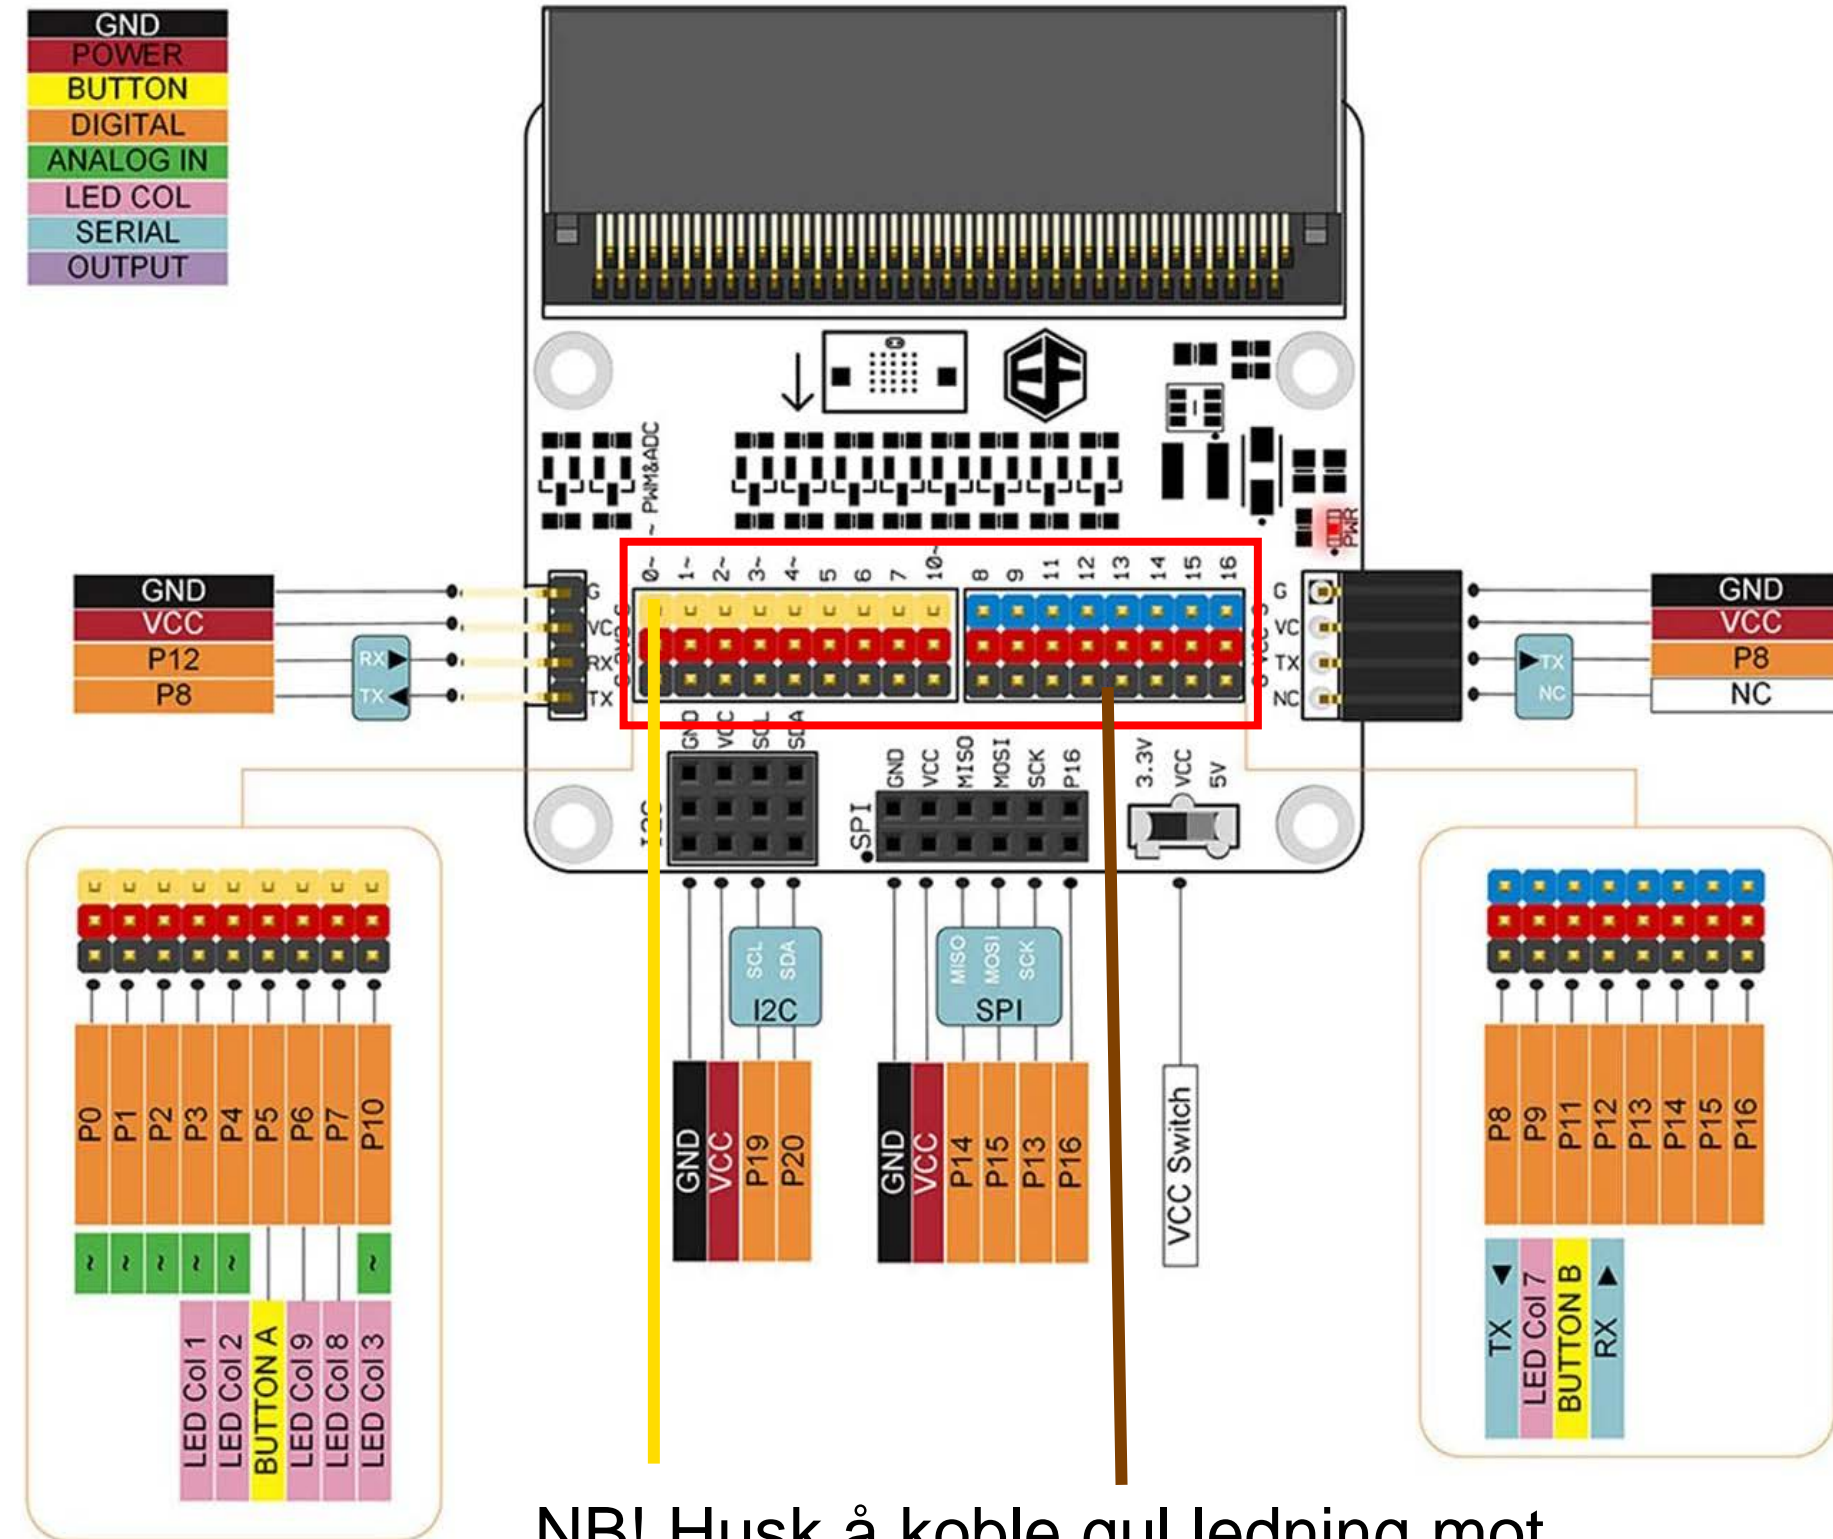 GND
POWER
BUTTON
DIGITAL
ANALOG IN
LED COL
SERIAL
OUTPUT
~ PWM&ADC
PWR
0~ 1~ 2~ 3~ 4~ 5 6 7 10~ 8 9 11 12 13 14 15 16
GND
VCC
P12
P8
RX
TX
G
VC
RX
TX
G
VC
TX
NC
TX
NC
GND
VCC
P8
NC
G
VCC
GND VCC SCL SDA
GND VCC MISO MOSI SCK P16
SPI
3.3V VCC 5V
SCL SDA
I2C
MISO MOSI SCK
SPI
GND VCC P19 P20
GND VCC P14 P15 P13 P16
VCC Switch
P0 P1 P2 P3 P4 P5 P6 P7 P10
~ ~ ~ ~ ~ ~
LED Col 1
LED Col 2
BUTTON A
LED Col 9
LED Col 8
LED Col 3
P8 P9 P11 P12 P13 P14 P15 P16
TX
LED Col 7
BUTTON B
RX
NB! Husk å koble gul ledning mot